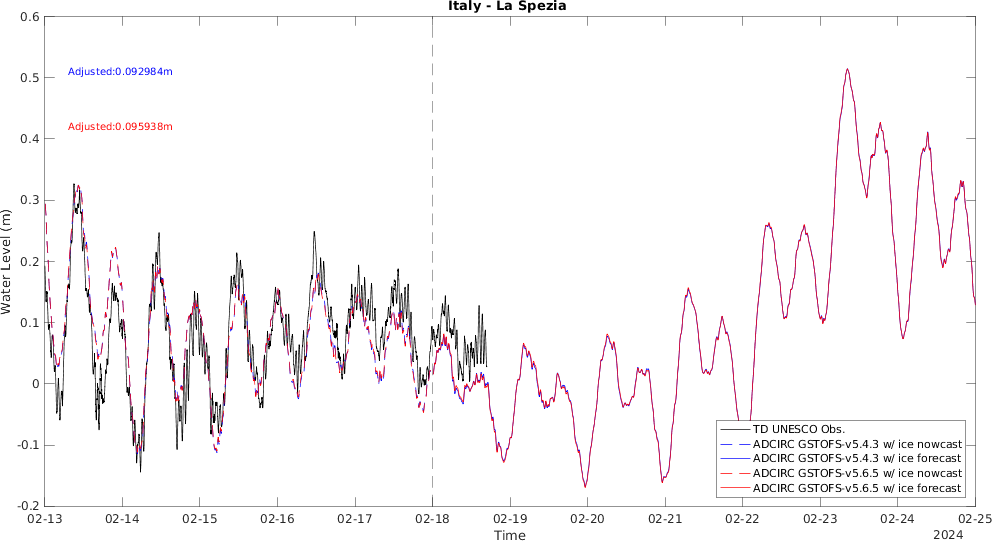 Italy - La Spezia
Water Level (m)
0.6
0.5
0.4
0.3
0.2
0.1
0
-0.1
-0.2
Adjusted:0.092984m
Adjusted:0.095938m
TD UNESCO Obs.
ADCIRC GSTOFS-v5.4.3 w/ ice nowcast
ADCIRC GSTOFS-v5.4.3 w/ ice forecast
ADCIRC GSTOFS-v5.6.5 w/ ice nowcast
ADCIRC GSTOFS-v5.6.5 w/ ice forecast
02-13 02-14 02-15 02-16 02-17 02-18 02-19 02-20 02-21 02-22 02-23 02-24 02-25
Time
2024